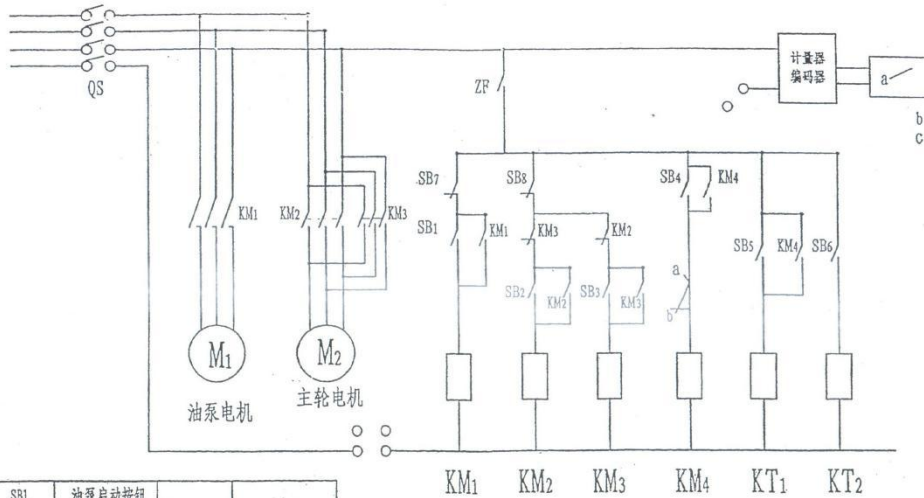 QS
计量器
编码器
a
b
C
ZF
SB7
SB8
SB4
KM4
KM1
KM2
KM3
SB1
KM1
KM3
KM2
SB5
KM4
SB6
a
SB2
KM2
SB3
KM3
b
M1
M2
油泵电机
主轮电机
KM1
KM2
KM3
KM4
KT1
KT2
SB1
油泵启动按钮